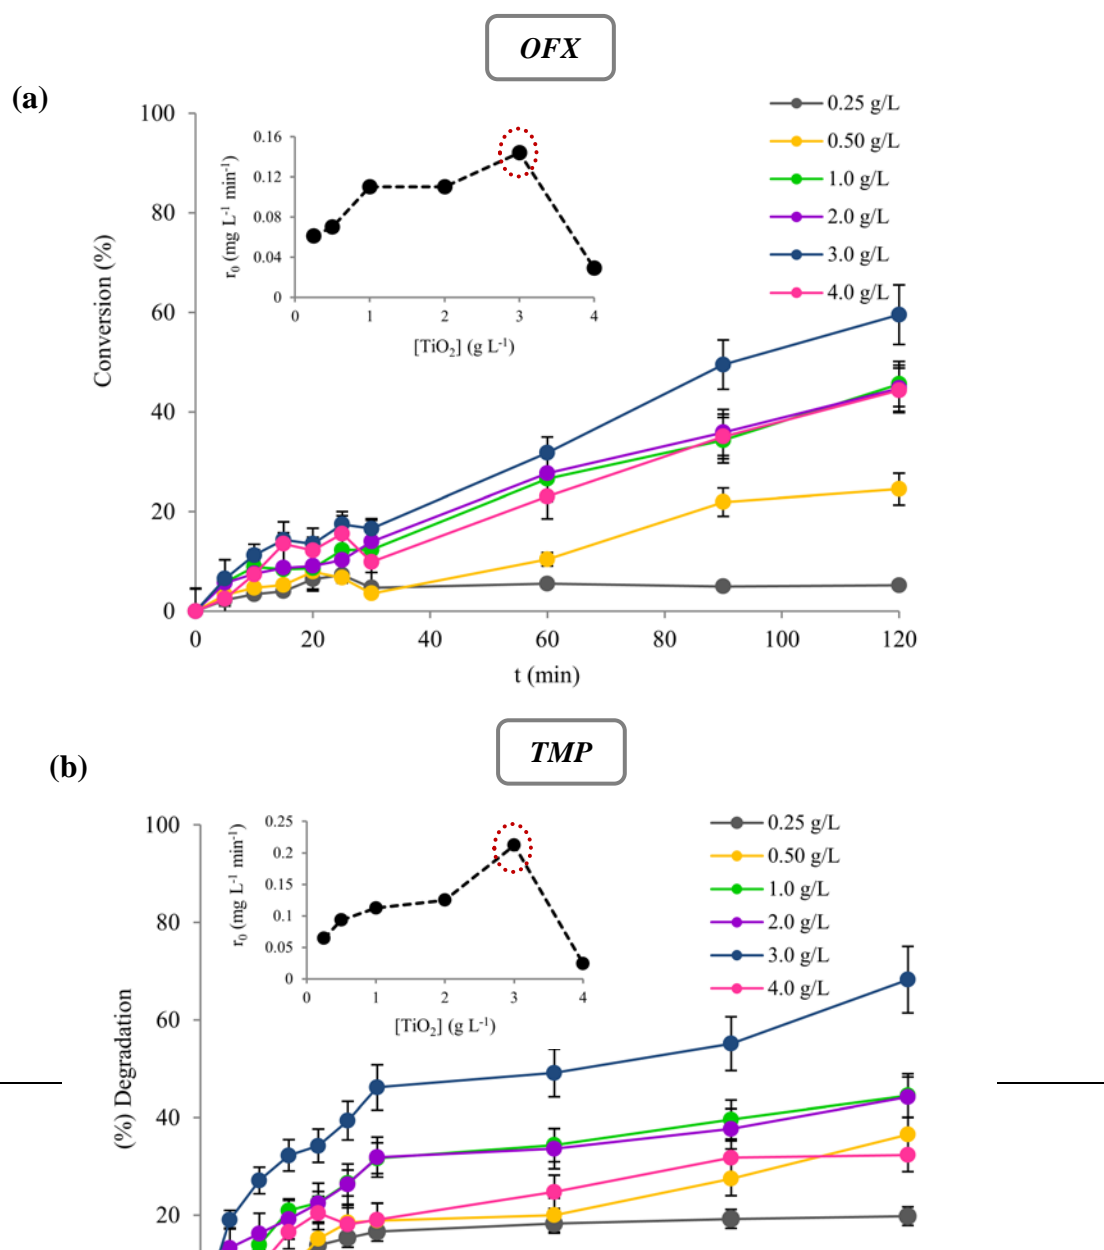 OFX
(a)
100
80
60
40
20
0
Conversion (%)
0 20 40 60 80 100 120
t (min)
0.16
0.12
0.08
0.04
0
r₀ (mg L⁻¹ min⁻¹)
0 1 2 3 4
[TiO₂] (g L⁻¹)
0.25 g/L
0.50 g/L
1.0 g/L
2.0 g/L
3.0 g/L
4.0 g/L
TMP
(b)
100
80
60
40
20
(%) Degradation
0.25
0.2
0.15
0.1
0.05
0
r₀ (mg L⁻¹ min⁻¹)
0 1 2 3 4
[TiO₂] (g L⁻¹)
0.25 g/L
0.50 g/L
1.0 g/L
2.0 g/L
3.0 g/L
4.0 g/L